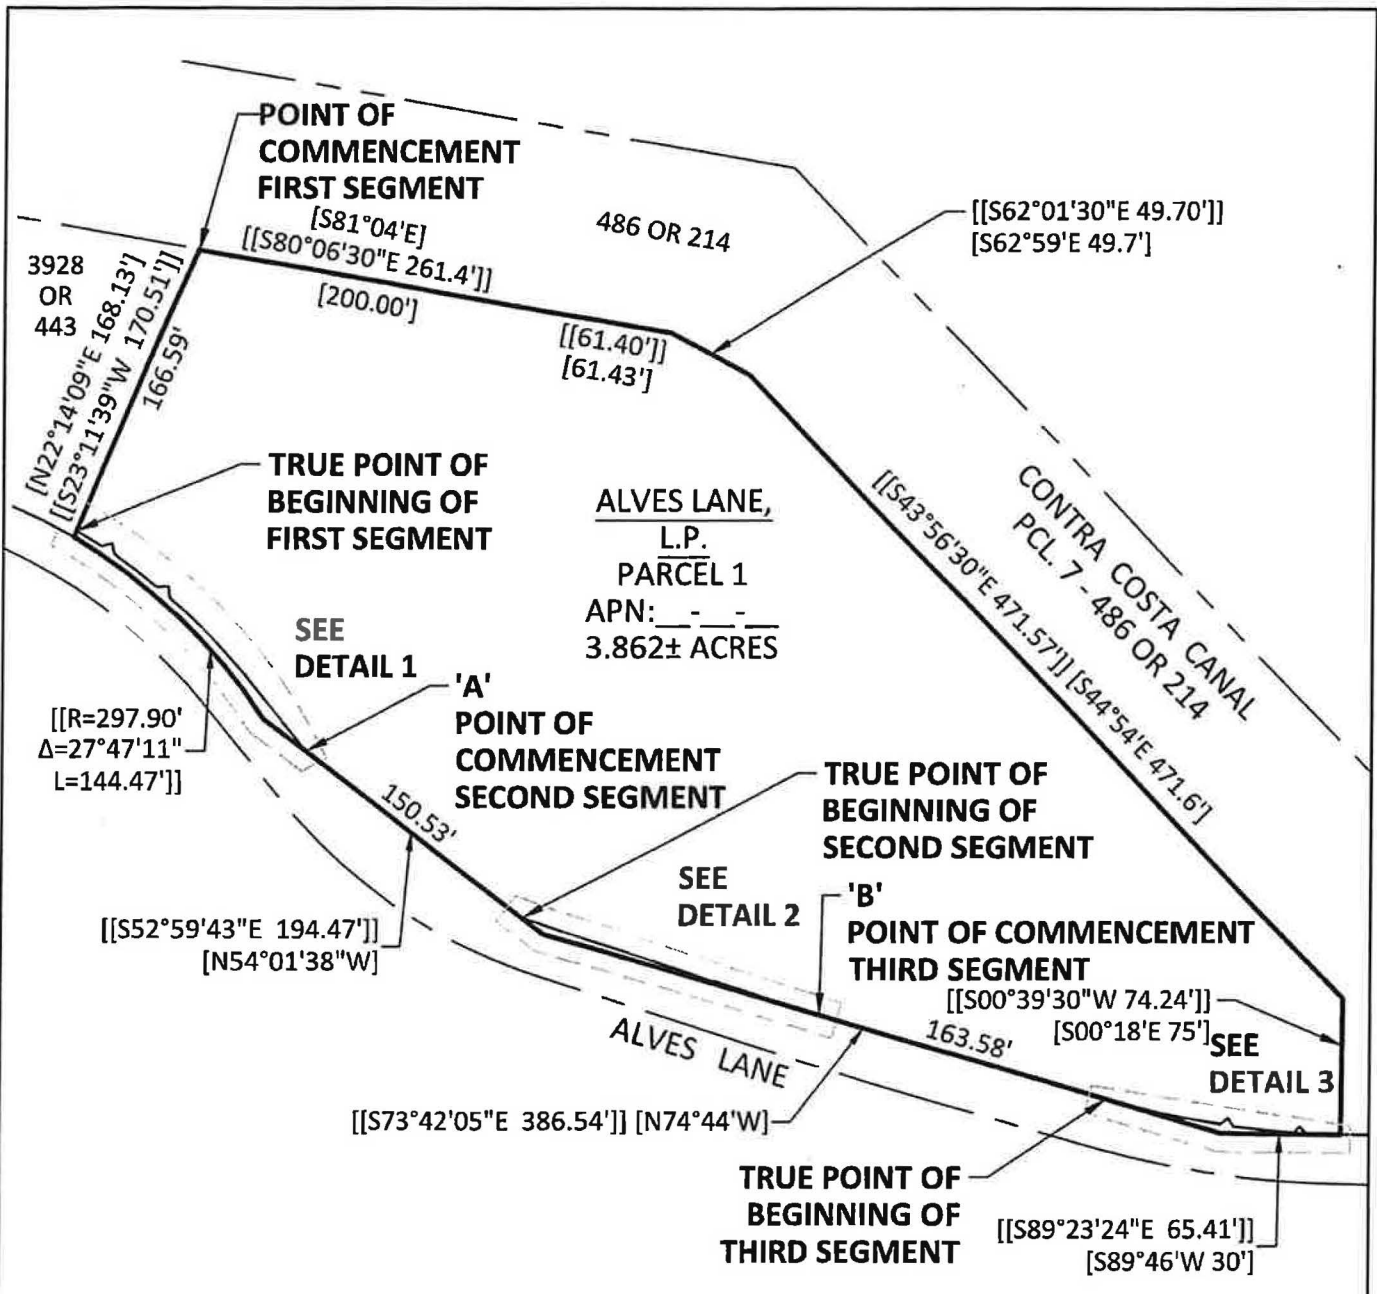 POINT OF
COMMENCEMENT
FIRST SEGMENT
[S81°04'E]
[[S80°06'30"E 261.4']]
[200.00']
486 OR 214
[[S62°01'30"E 49.70']]
[S62°59'E 49.7']
3928
OR
443
[N22°14'09"E 168.13']
[[S23°11'39"W 170.51']]
166.59'
[[61.40']]
[61.43']
TRUE POINT OF
BEGINNING OF
FIRST SEGMENT
ALVES LANE,
L.P.
PARCEL 1
APN:__-__-__
3.862± ACRES
[[S43°56'30"E 471.57']] [S44°54'E 471.6']
CONTRA COSTA CANAL
PCL. 7 - 486 OR 214
SEE
DETAIL 1
'A'
POINT OF
COMMENCEMENT
SECOND SEGMENT
[[R=297.90'
Δ=27°47'11"
L=144.47']]
150.53'
TRUE POINT OF
BEGINNING OF
SECOND SEGMENT
SEE
DETAIL 2
'B'
POINT OF COMMENCEMENT
THIRD SEGMENT
[[S52°59'43"E 194.47']]
[N54°01'38"W]
[[S00°39'30"W 74.24']]
[S00°18'E 75']
SEE
DETAIL 3
163.58'
ALVES LANE
[[S73°42'05"E 386.54']] [N74°44'W]
TRUE POINT OF
BEGINNING OF
THIRD SEGMENT
[[S89°23'24"E 65.41']]
[S89°46'W 30']